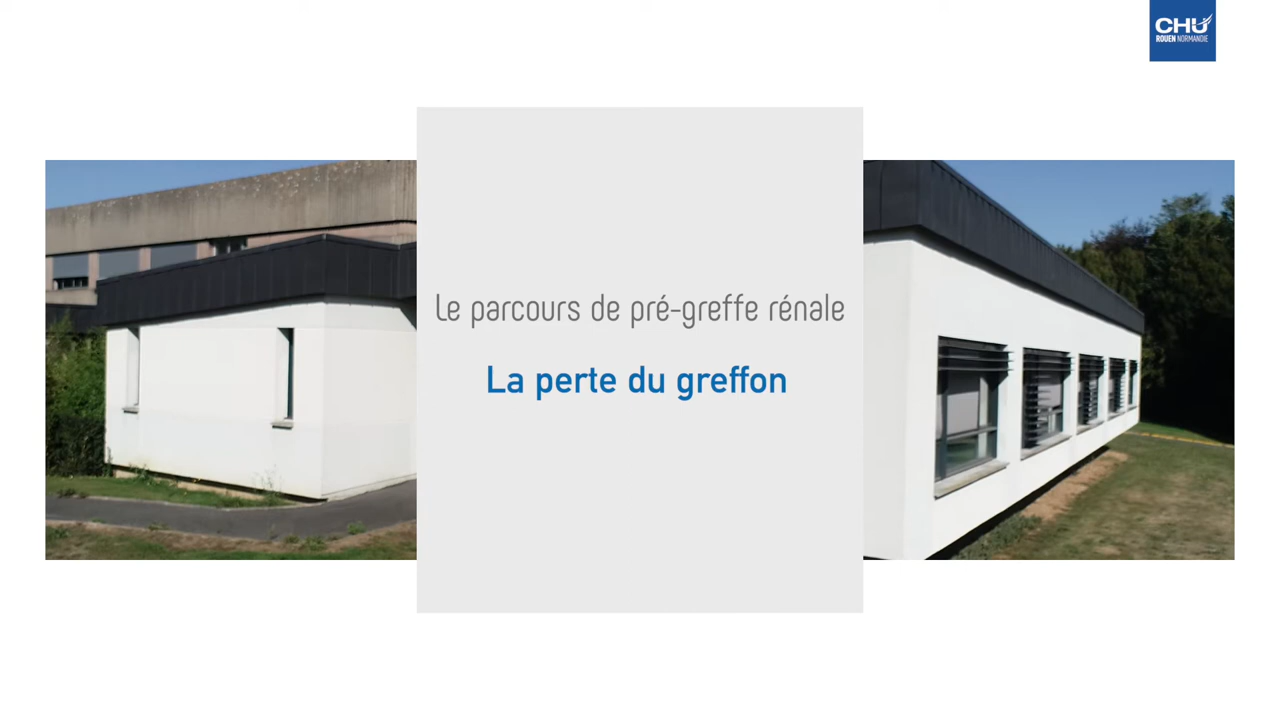 CHU
ROUEN NORMANDIE
Le parcours de pré-greffe rénale
La perte du greffon